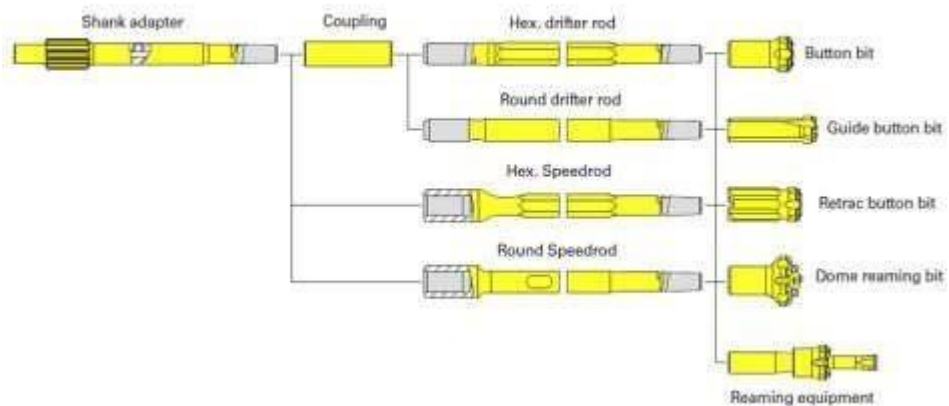 Shank adapter
Coupling
Hex. drifter rod
Button bit
Round drifter rod
Guide button bit
Hex. Speedrod
Retrac button bit
Round Speedrod
Dome reaming bit
Reaming equipment